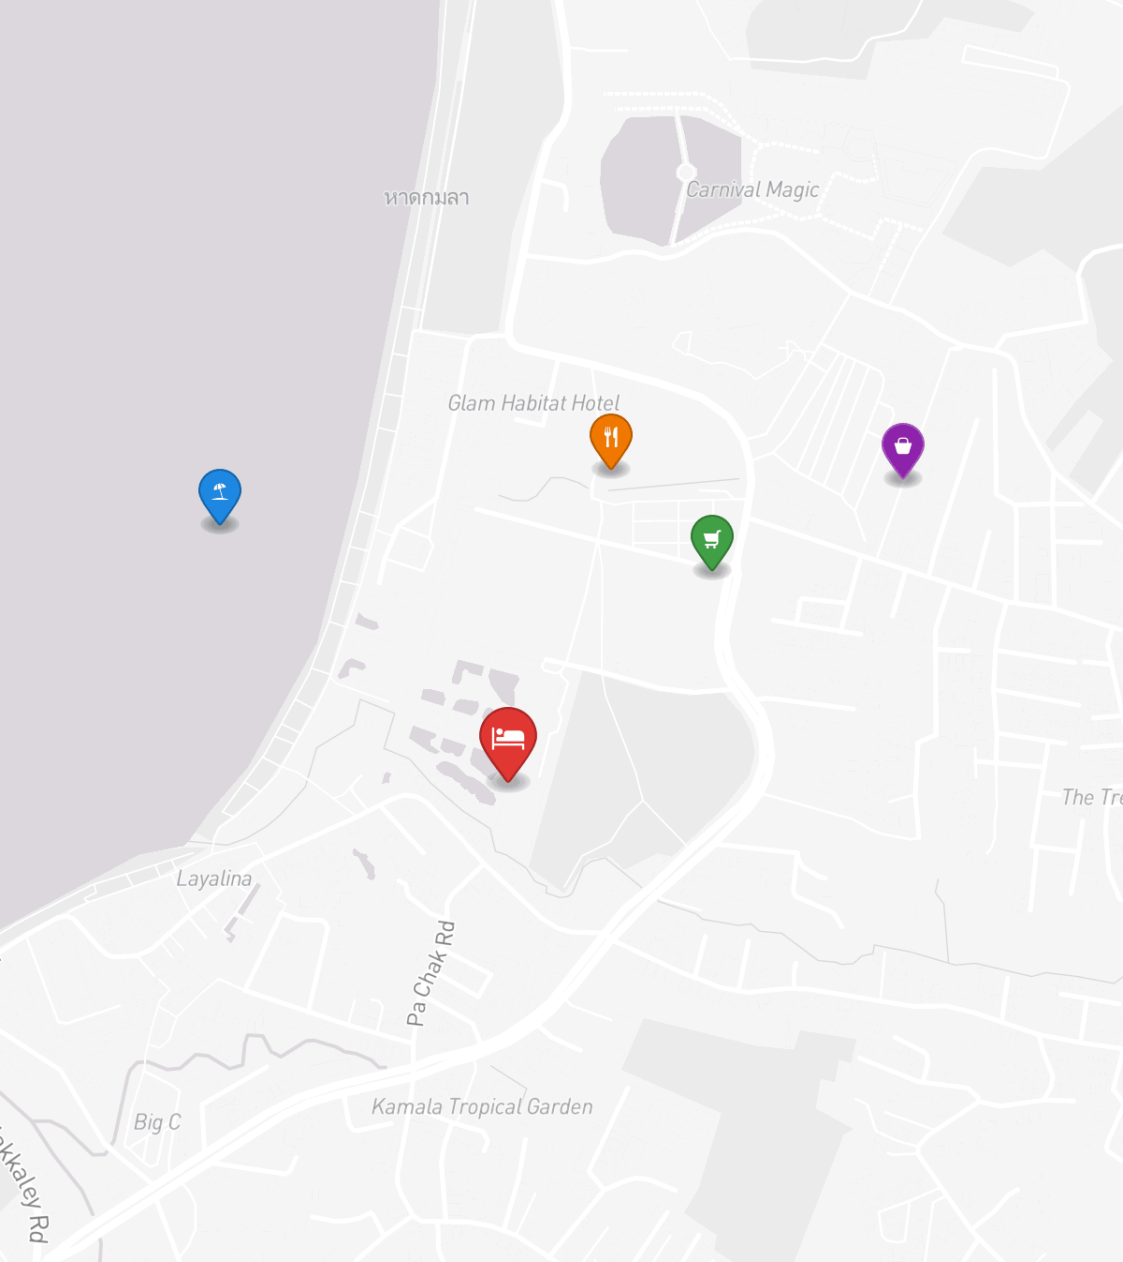 Carnival Magic
หาดกมลา
Glam Habitat Hotel
The Tre
Layalina
Pa Chak Rd
Kamala Tropical Garden
Big C
akkaley Rd